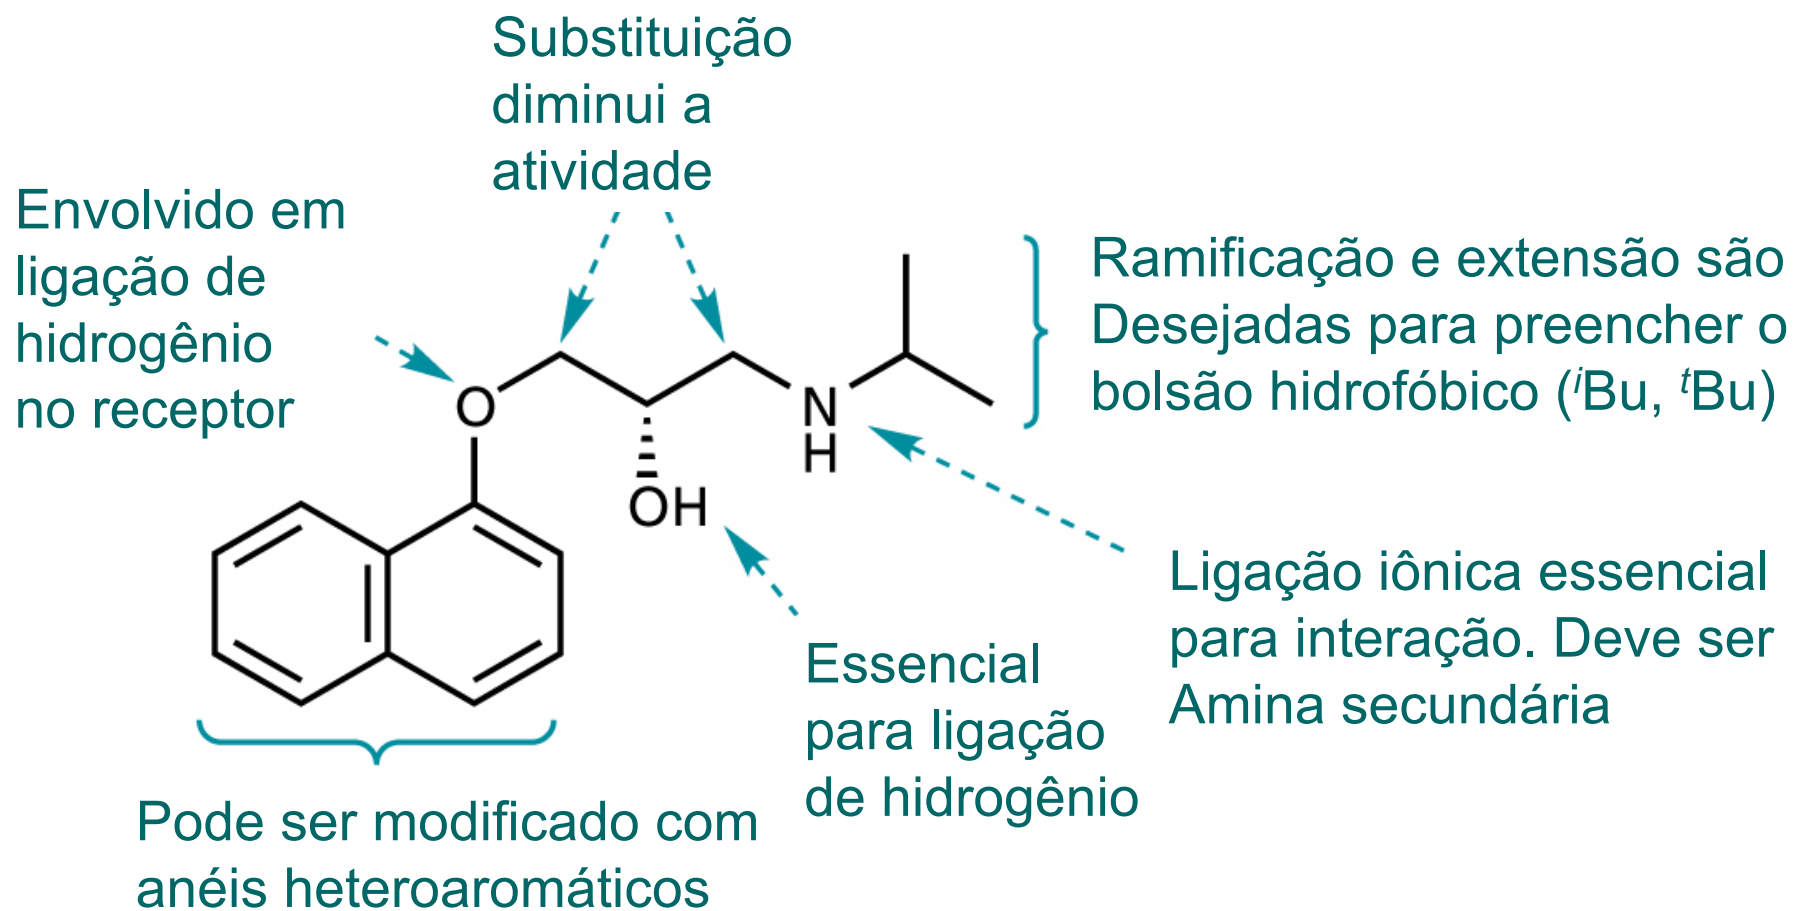 Substituição
diminui a
atividade
Envolvido em
ligação de
hidrogênio
no receptor
Ramificação e extensão são
Desejadas para preencher o
bolsão hidrofóbico (iBu, tBu)
O
N
H
OH
Ligação iônica essencial
para interação. Deve ser
Amina secundária
Essencial
para ligação
de hidrogênio
Pode ser modificado com
anéis heteroaromáticos